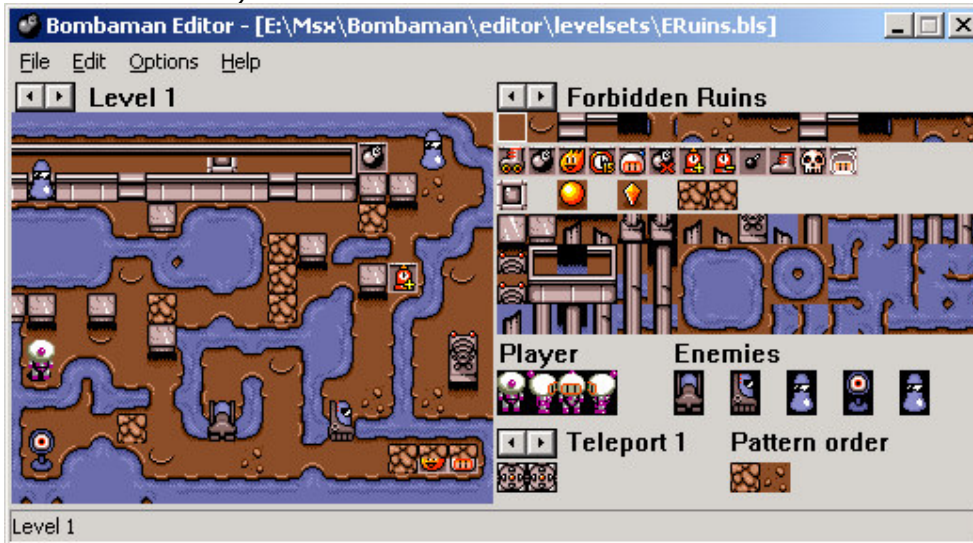 Bombaman Editor - [E:\Msx\Bombaman\editor\levelsets\ERuins.bls]
File Edit Options Help
Level 1
Forbidden Ruins
Player
Enemies
Teleport 1
Pattern order
Level 1